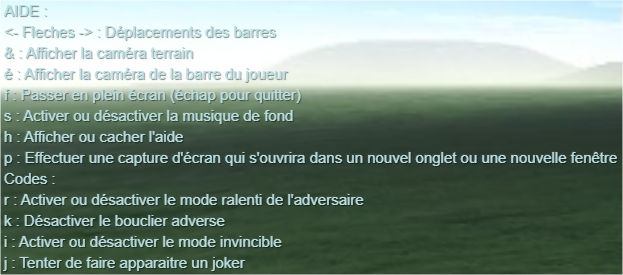 AIDE :
<- Fleches -> : Déplacements des barres
& : Afficher la caméra terrain
é : Afficher la caméra de la barre du joueur
f : Passer en plein écran (échap pour quitter)
s : Activer ou désactiver la musique de fond
h : Afficher ou cacher l'aide
p : Effectuer une capture d'écran qui s'ouvrira dans un nouvel onglet ou une nouvelle fenêtre
Codes :
r : Activer ou désactiver le mode ralenti de l'adversaire
k : Désactiver le bouclier adverse
i : Activer ou désactiver le mode invincible
j : Tenter de faire apparaitre un joker